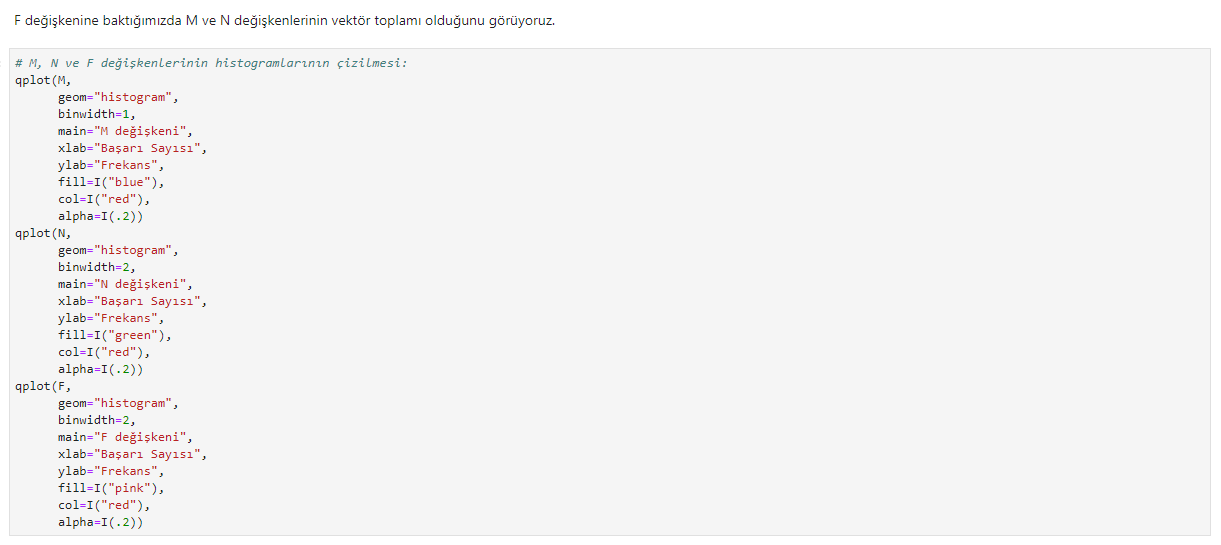 F değişkenine baktığımızda M ve N değişkenlerinin vektör toplamı olduğunu görüyoruz.
# M, N ve F değişkenlerinin histogramlarının çizilmesi:
qplot(M,
geom="histogram",
binwidth=1,
main="M değişkeni",
xlab="Başarı Sayısı",
ylab="Frekans",
fill=I("blue"),
col=I("red"),
alpha=I(.2))
qplot(N,
geom="histogram",
binwidth=2,
main="N değişkeni",
xlab="Başarı Sayısı",
ylab="Frekans",
fill=I("green"),
col=I("red"),
alpha=I(.2))
qplot(F,
geom="histogram",
binwidth=2,
main="F değişkeni",
xlab="Başarı Sayısı",
ylab="Frekans",
fill=I("pink"),
col=I("red"),
alpha=I(.2))